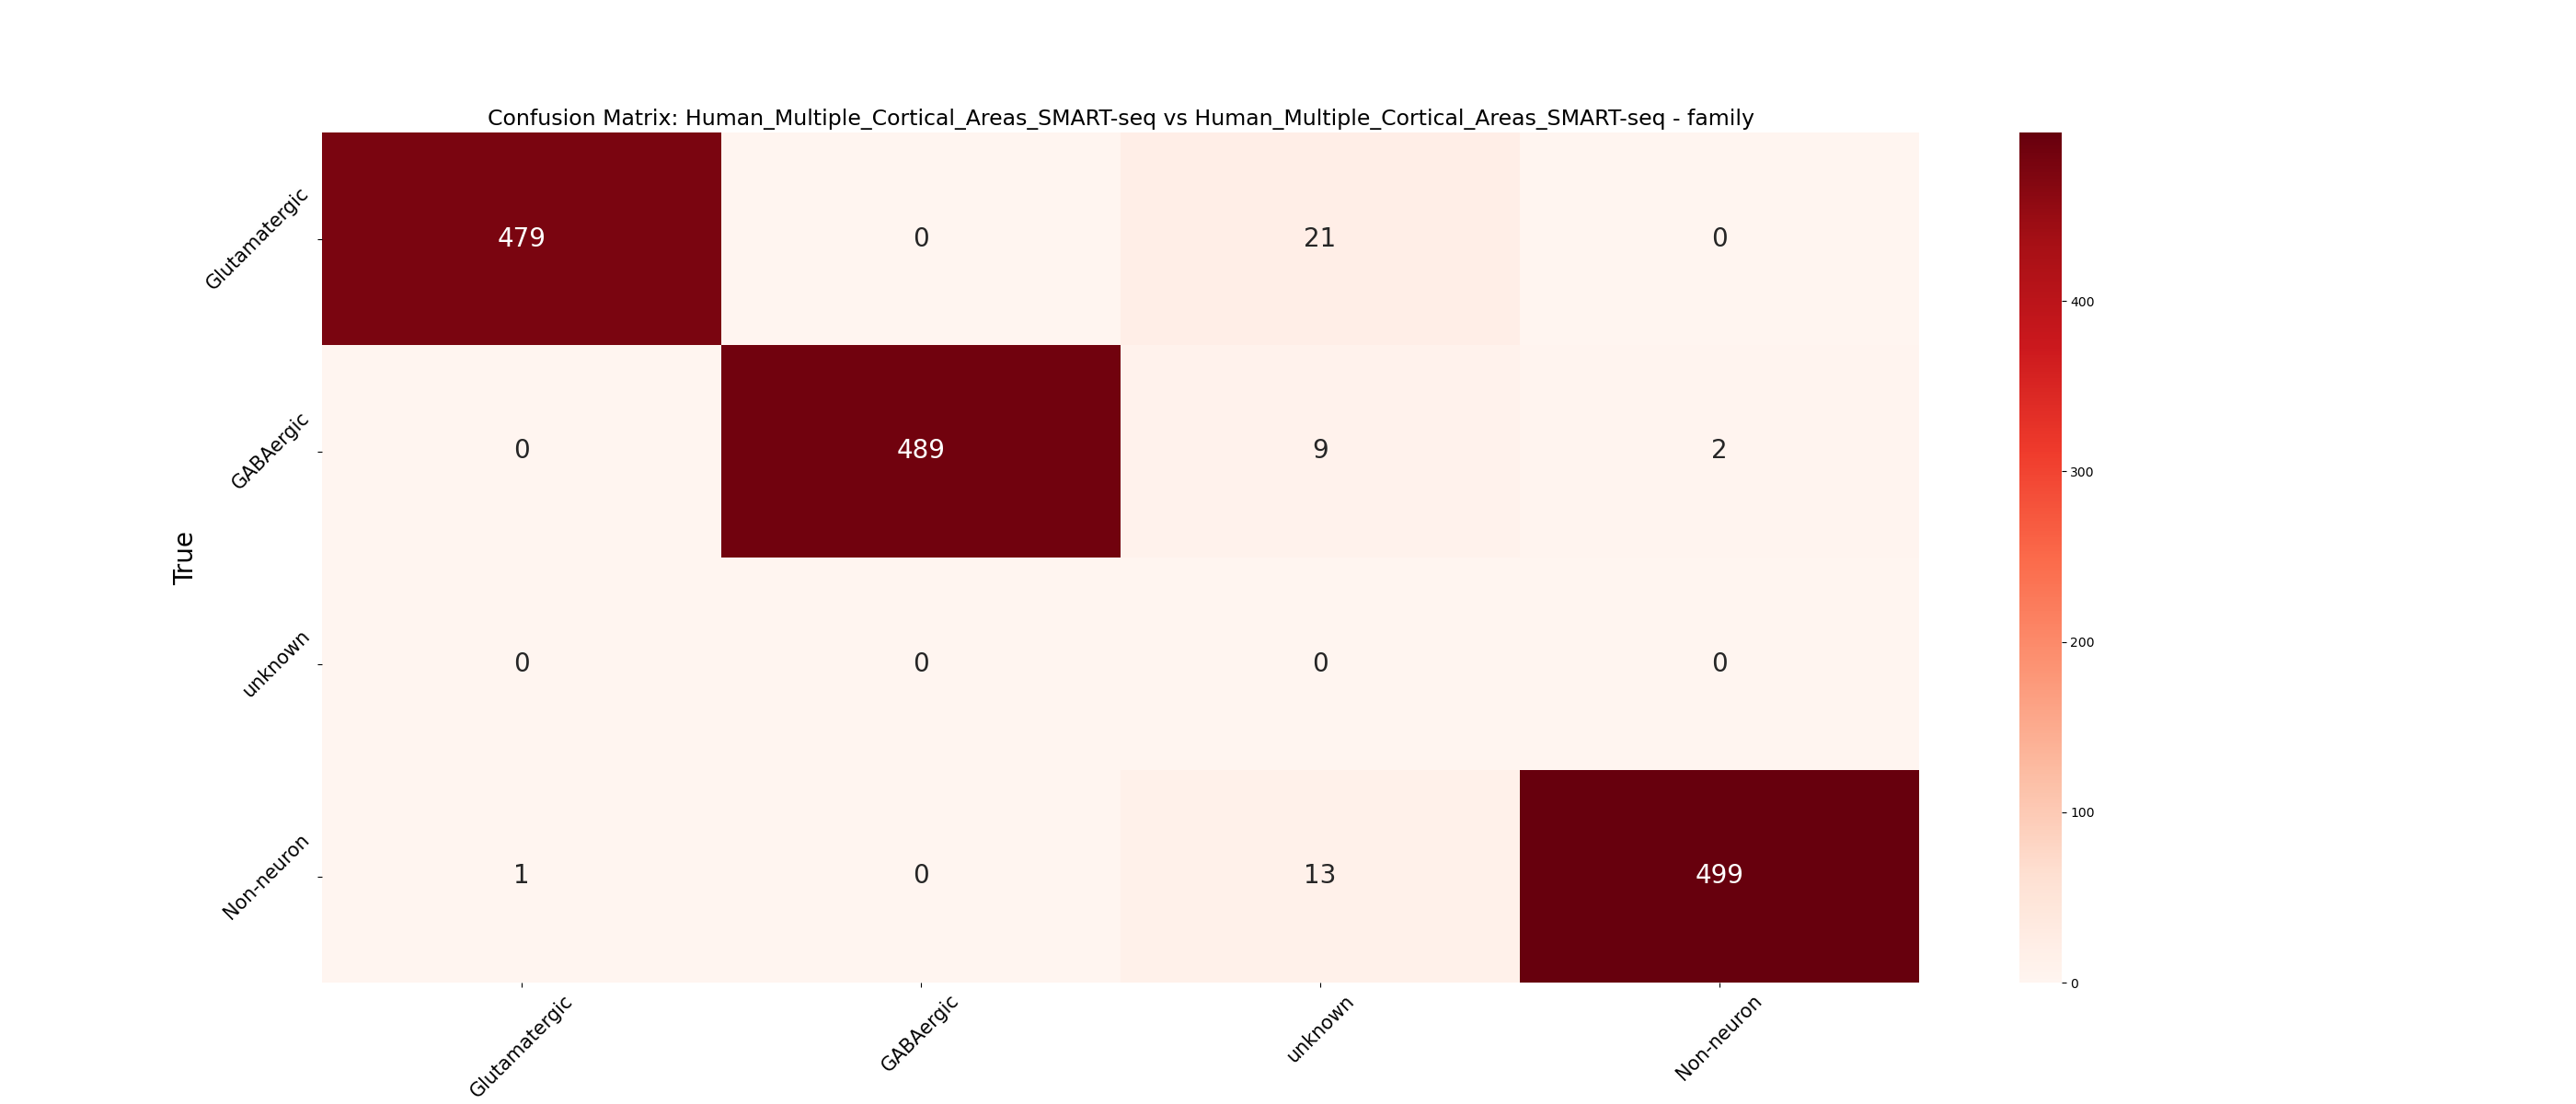 Confusion Matrix: Human_Multiple_Cortical_Areas_SMART-seq vs Human_Multiple_Cortical_Areas_SMART-seq - family
True
Glutamatergic
479
0
21
0
GABAergic
0
489
9
2
unknown
0
0
0
0
Non-neuron
1
0
13
499
Glutamatergic
GABAergic
unknown
Non-neuron
400
300
200
100
0